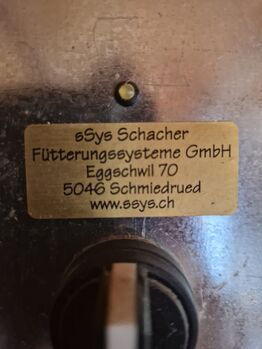 sSys Schacher
Fütterungssysteme GmbH
Eggschwil 70
5046 Schmiedrued
www.ssys.ch